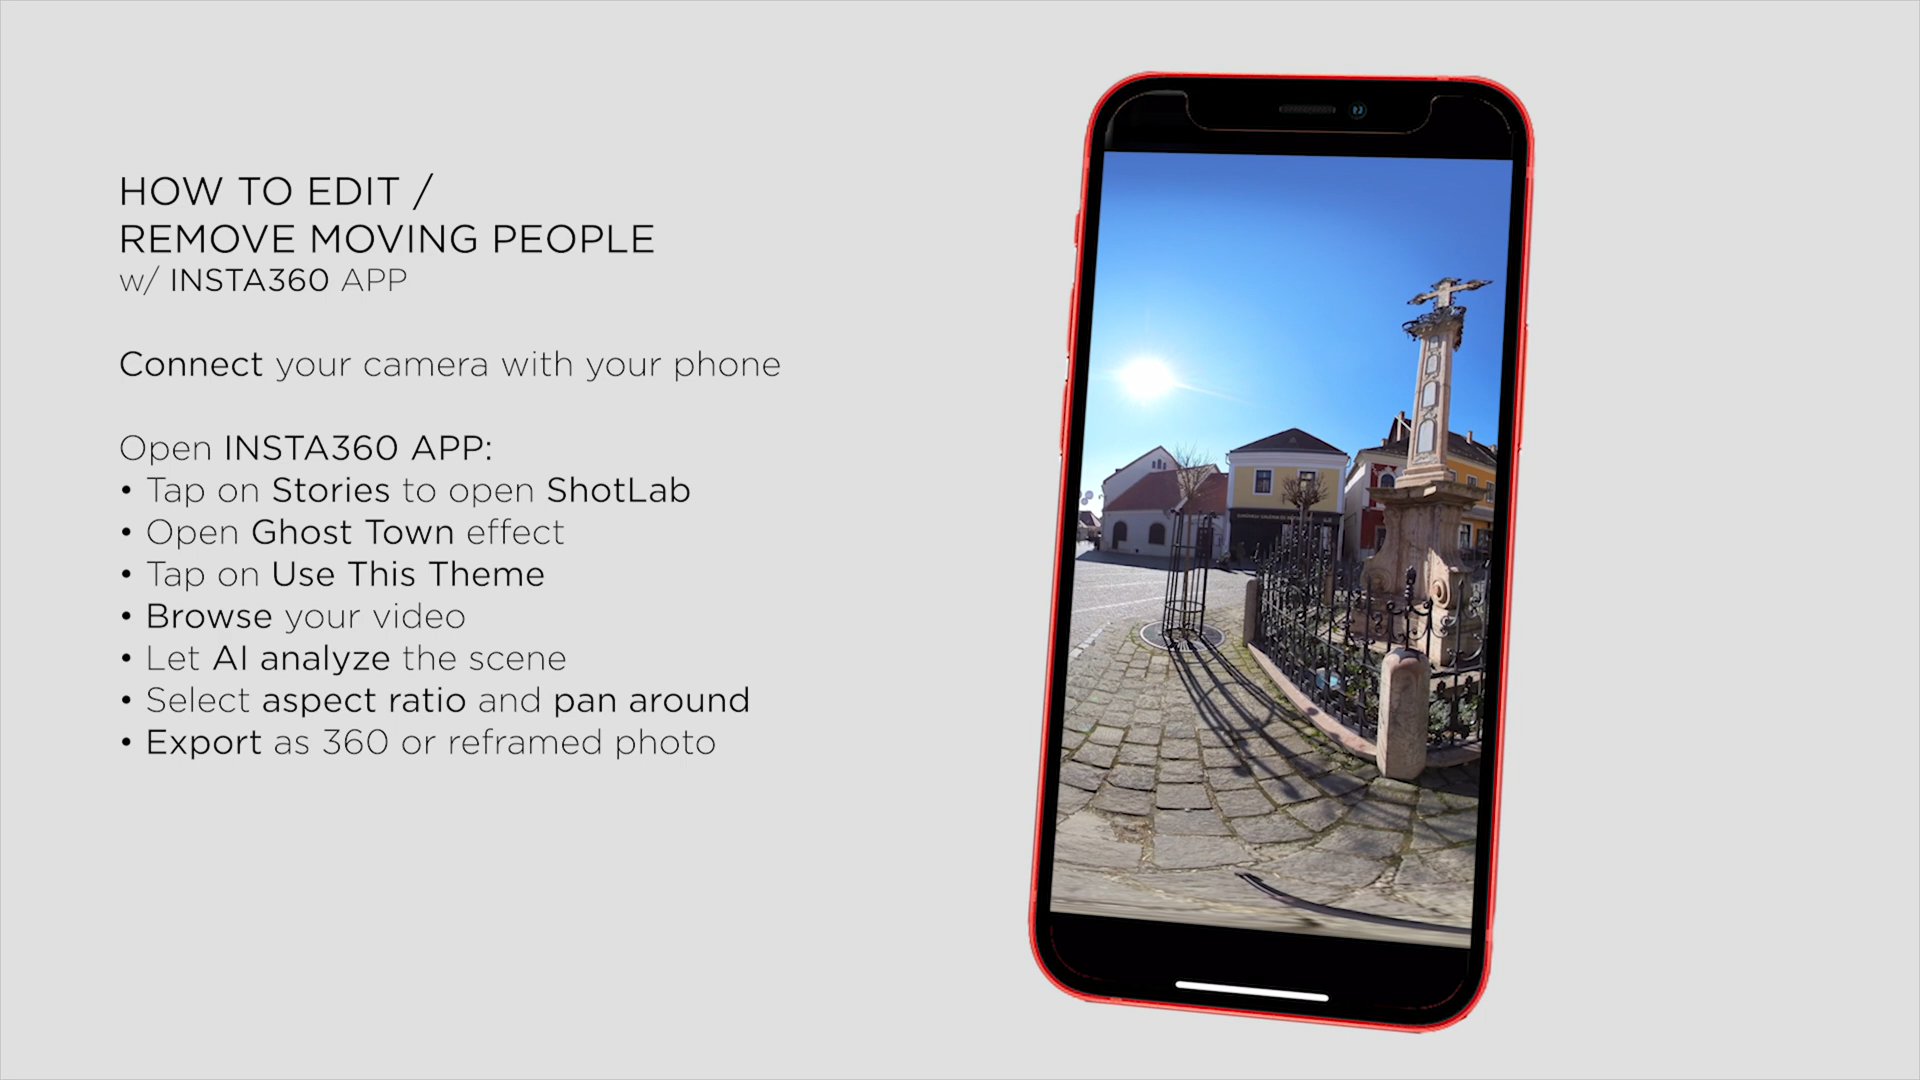 HOW TO EDIT /
REMOVE MOVING PEOPLE
w/ INSTA360 APP
Connect your camera with your phone
Open INSTA360 APP:
• Tap on Stories to open ShotLab
• Open Ghost Town effect
• Tap on Use This Theme
• Browse your video
• Let AI analyze the scene
• Select aspect ratio and pan around
• Export as 360 or reframed photo